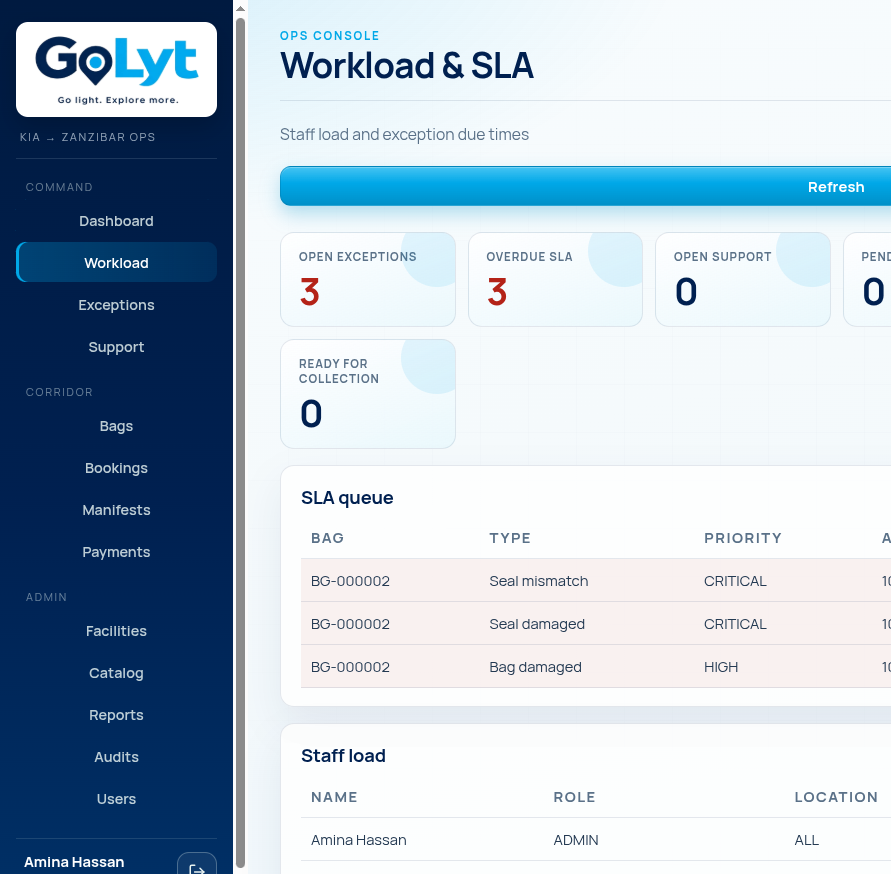 GoLyt
Go light. Explore more.
KIA → ZANZIBAR OPS
COMMAND
Dashboard
Workload
Exceptions
Support
CORRIDOR
Bags
Bookings
Manifests
Payments
ADMIN
Facilities
Catalog
Reports
Audits
Users
Amina Hassan
OPS CONSOLE
Workload & SLA
Staff load and exception due times
Refresh
OPEN EXCEPTIONS
3
OVERDUE SLA
3
OPEN SUPPORT
0
PEND
0
READY FOR
COLLECTION
0
SLA queue
BAG TYPE PRIORITY A
BG-000002 Seal mismatch CRITICAL 10
BG-000002 Seal damaged CRITICAL 10
BG-000002 Bag damaged HIGH 10
Staff load
NAME ROLE LOCATION
Amina Hassan ADMIN ALL